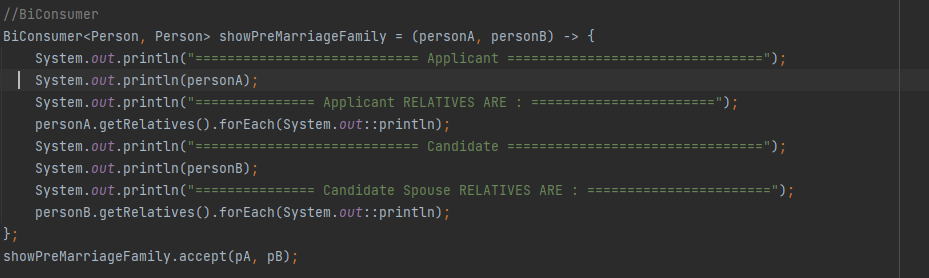 //BiConsumer
BiConsumer<Person, Person> showPreMarriageFamily = (personA, personB) -> {
    System.out.println("============================ Applicant ================================");
    System.out.println(personA);
    System.out.println("=============== Applicant RELATIVES ARE : =======================");
    personA.getRelatives().forEach(System.out::println);
    System.out.println("============================ Candidate ================================");
    System.out.println(personB);
    System.out.println("=============== Candidate Spouse RELATIVES ARE : =======================");
    personB.getRelatives().forEach(System.out::println);
};
showPreMarriageFamily.accept(pA, pB);